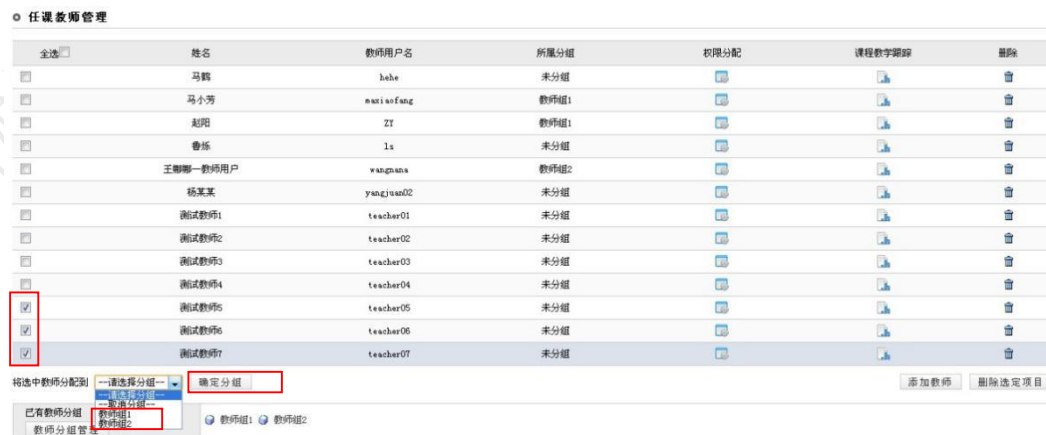 任课教师管理
全选 姓名 教师用户名 所属分组 权限分配 课程教学跟踪 删除
马鹤 hehe 未分组
马小芳 maxiaofang 教师组1
赵阳 ZY 教师组1
鲁烁 ls 未分组
王娜娜一教师用户 wangnana 教师组2
杨某某 yangjuan02 未分组
测试教师1 teacher01 未分组
测试教师2 teacher02 未分组
测试教师3 teacher03 未分组
测试教师4 teacher04 未分组
测试教师5 teacher05 未分组
测试教师6 teacher06 未分组
测试教师7 teacher07 未分组
将选中教师分配到 --请选择分组-- 确定分组 添加教师 删除选定项目
--请选择分组--
--取消分组--
教师组1
教师组2
已有教师分组 教师组1 教师组2
教师分组管理